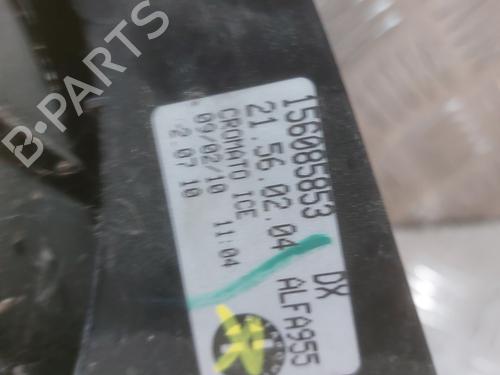 B-PARTS
156085853 DX
21.56.02.04 ALFA955
CROMATO ICE
09/02/10 11:04
2.07 10